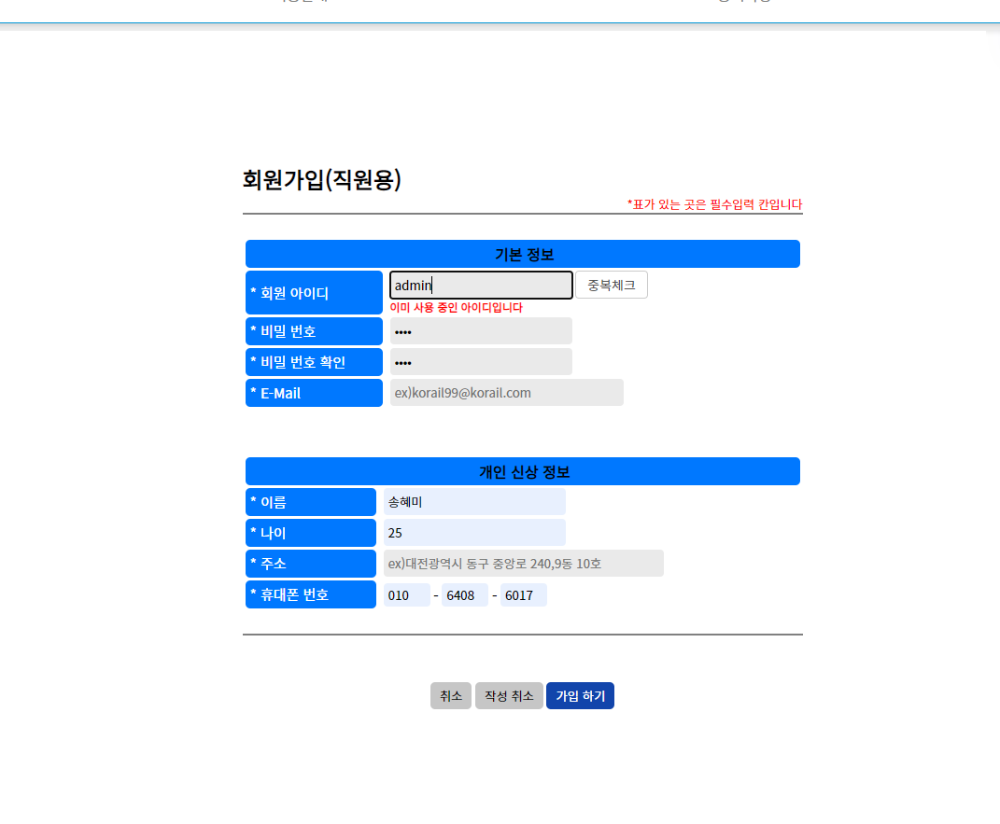 회원가입(직원용)
*표가 있는 곳은 필수입력 칸입니다
기본 정보
* 회원 아이디 admin 중복체크
이미 사용 중인 아이디입니다
* 비밀 번호 ••••
* 비밀 번호 확인 ••••
* E-Mail ex)korail99@korail.com
개인 신상 정보
* 이름 송혜미
* 나이 25
* 주소 ex)대전광역시 동구 중앙로 240,9동 10호
* 휴대폰 번호 010 - 6408 - 6017
취소 작성 취소 가입 하기